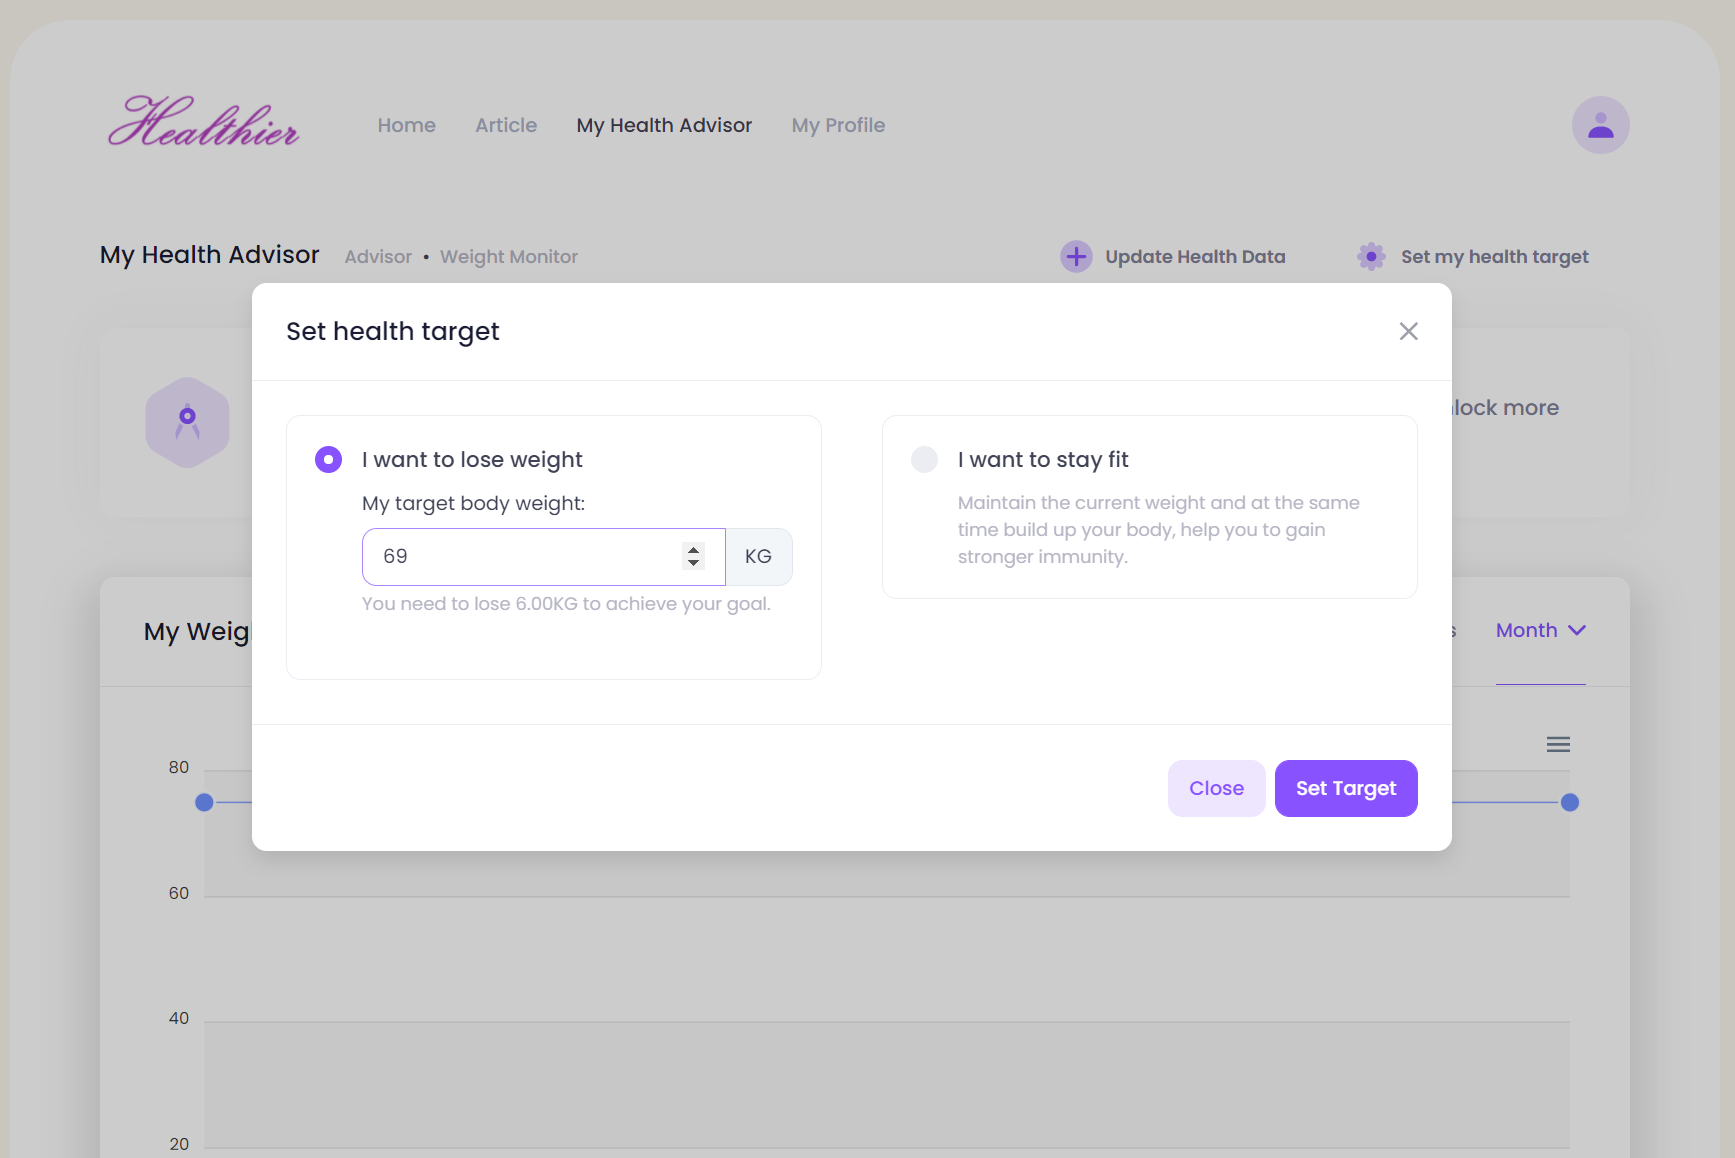 Healthier
Home
Article
My Health Advisor
My Profile
My Health Advisor
Advisor • Weight Monitor
Update Health Data
Set my health target
Set health target
lock more
I want to lose weight
My target body weight:
69
KG
You need to lose 6.00KG to achieve your goal.
I want to stay fit
Maintain the current weight and at the same
time build up your body, help you to gain
stronger immunity.
My Weig
Month
Close
Set Target
80
60
40
20